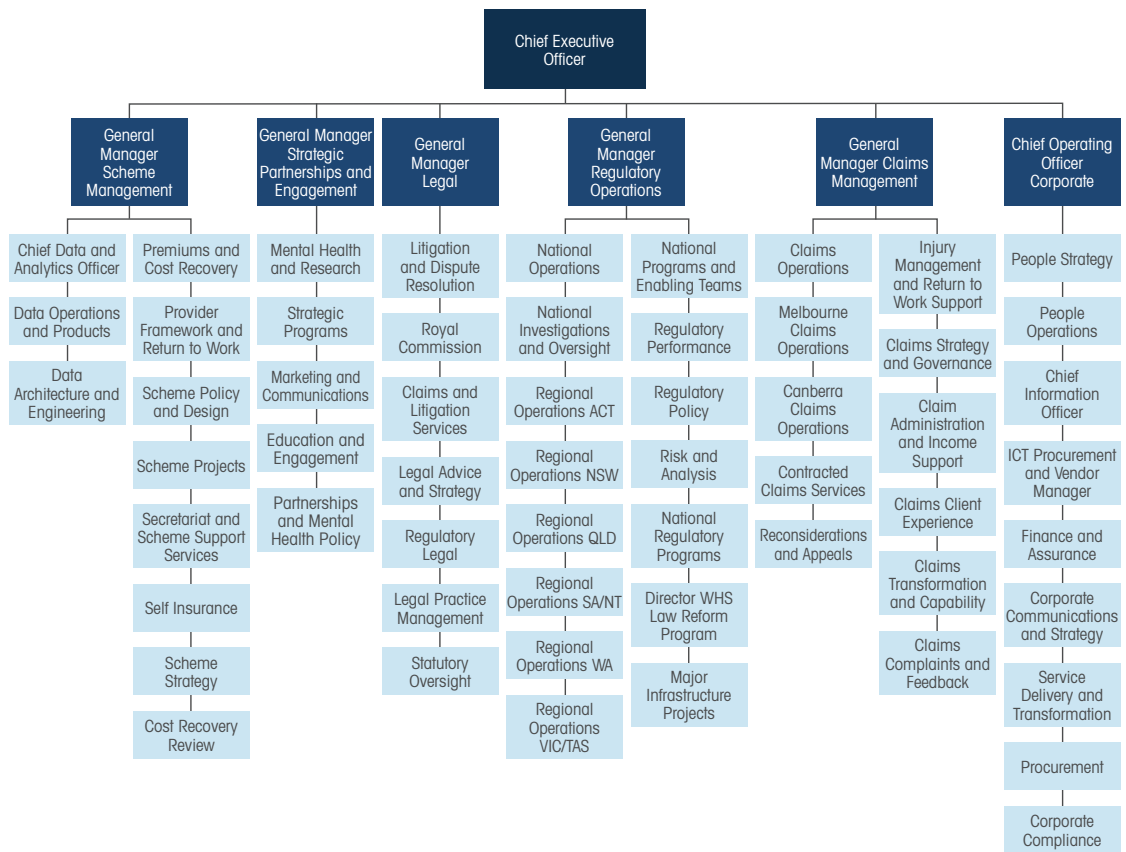 Chief Executive
Officer
General
Manager
Scheme
Management
General Manager
Strategic
Partnerships and
Engagement
General
Manager
Legal
General
Manager
Regulatory
Operations
General
Manager Claims
Management
Chief Operating
Officer
Corporate
Chief Data and
Analytics Officer
Data Operations
and Products
Data
Architecture and
Engineering
Premiums and
Cost Recovery
Provider
Framework and
Return to Work
Scheme Policy
and Design
Scheme Projects
Secretariat and
Scheme Support
Services
Self Insurance
Scheme
Strategy
Cost Recovery
Review
Mental Health
and Research
Strategic
Programs
Marketing and
Communications
Education and
Engagement
Partnerships
and Mental
Health Policy
Litigation
and Dispute
Resolution
Royal
Commission
Claims and
Litigation
Services
Legal Advice
and Strategy
Regulatory
Legal
Legal Practice
Management
Statutory
Oversight
National
Operations
National
Investigations
and Oversight
Regional
Operations ACT
Regional
Operations NSW
Regional
Operations QLD
Regional
Operations SA/NT
Regional
Operations WA
Regional
Operations
VIC/TAS
National
Programs and
Enabling Teams
Regulatory
Performance
Regulatory
Policy
Risk and
Analysis
National
Regulatory
Programs
Director WHS
Law Reform
Program
Major
Infrastructure
Projects
Claims
Operations
Melbourne
Claims
Operations
Canberra
Claims
Operations
Contracted
Claims Services
Reconsiderations
and Appeals
Injury
Management
and Return to
Work Support
Claims Strategy
and Governance
Claim
Administration
and Income
Support
Claims Client
Experience
Claims
Transformation
and Capability
Claims
Complaints and
Feedback
People Strategy
People
Operations
Chief
Information
Officer
ICT Procurement
and Vendor
Manager
Finance and
Assurance
Corporate
Communications
and Strategy
Service
Delivery and
Transformation
Procurement
Corporate
Compliance